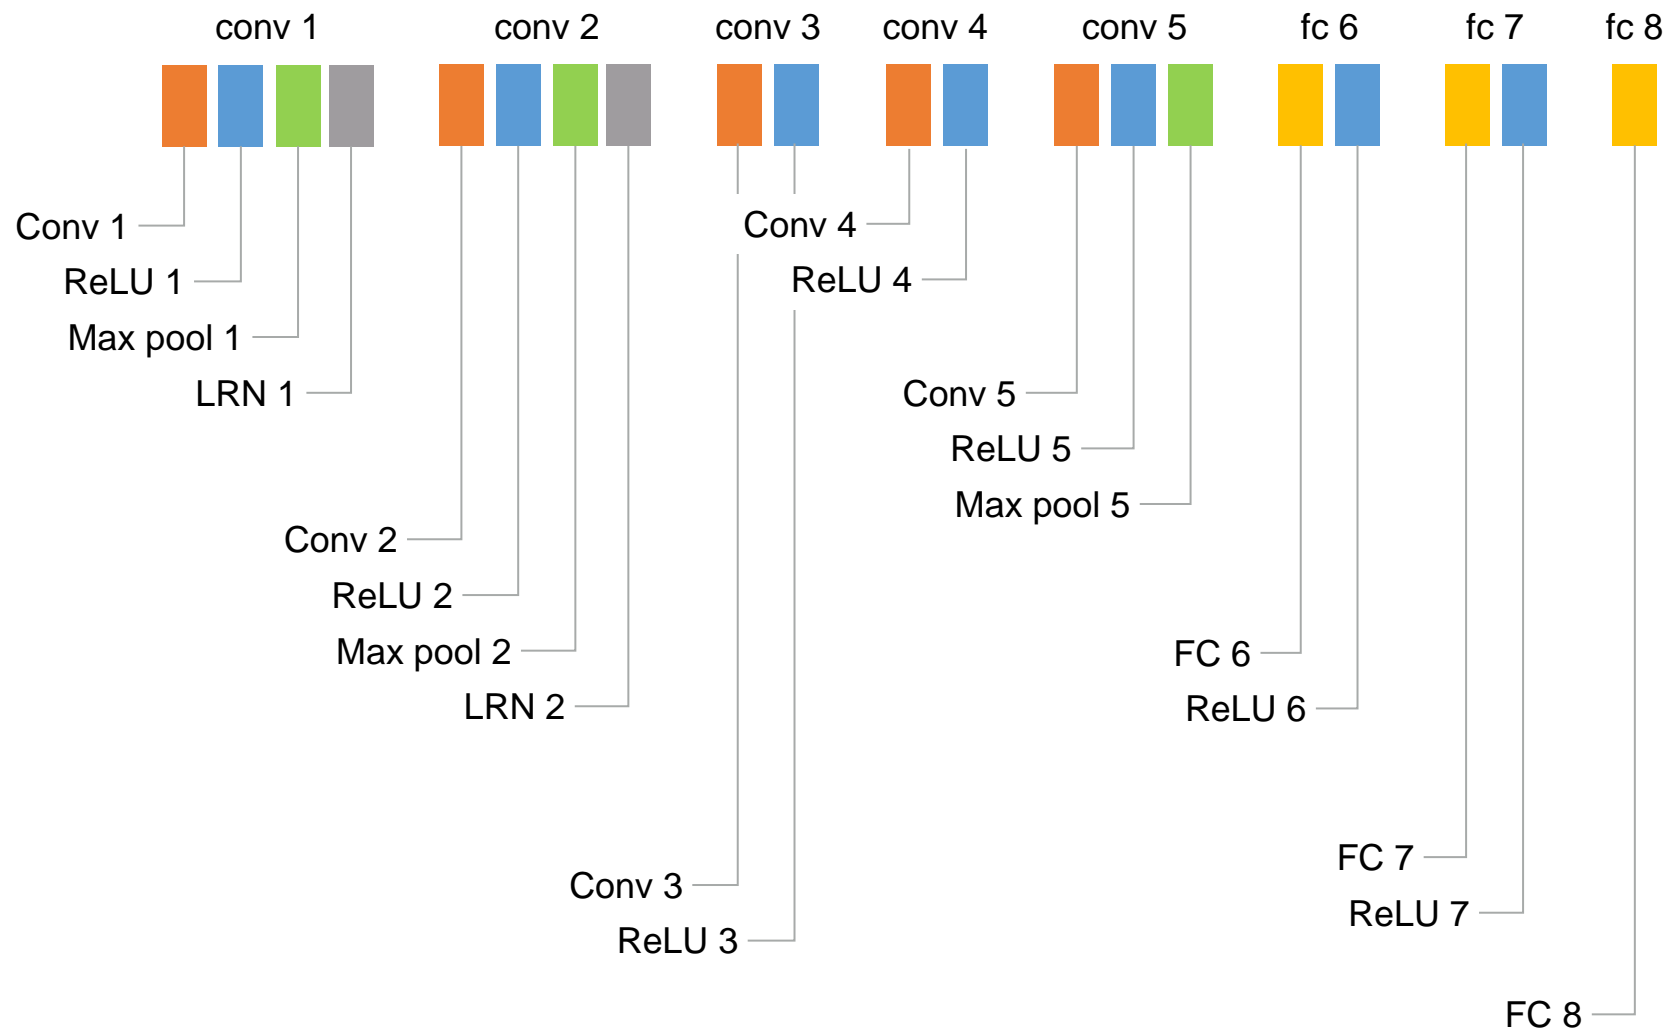 conv 1
conv 2
conv 3
conv 4
conv 5
fc 6
fc 7
fc 8
Conv 1
ReLU 1
Max pool 1
LRN 1
Conv 2
ReLU 2
Max pool 2
LRN 2
Conv 3
ReLU 3
Conv 4
ReLU 4
Conv 5
ReLU 5
Max pool 5
FC 6
ReLU 6
FC 7
ReLU 7
FC 8